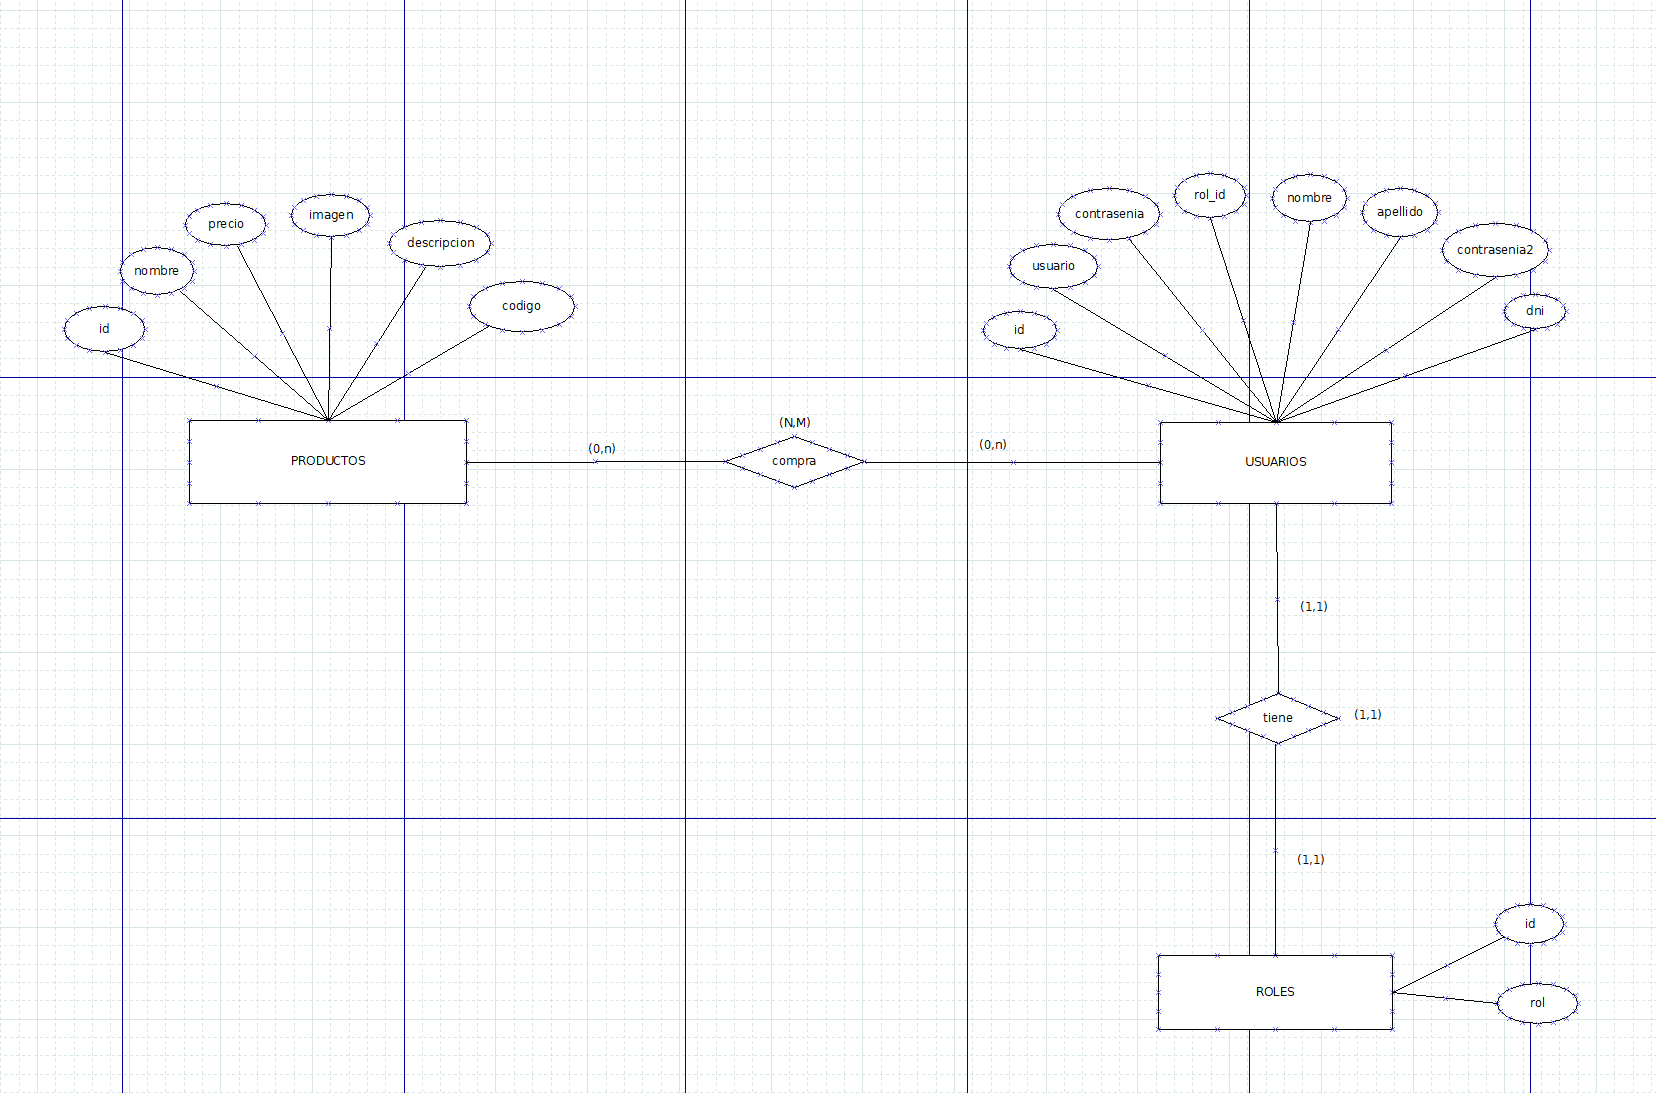 rol_id
nombre
apellido
contrasenia
imagen
precio
descripcion
contrasenia2
usuario
nombre
codigo
dni
id
id
(N,M)
(0,n)
(0,n)
compra
PRODUCTOS
USUARIOS
(1,1)
tiene
(1,1)
(1,1)
id
ROLES
rol